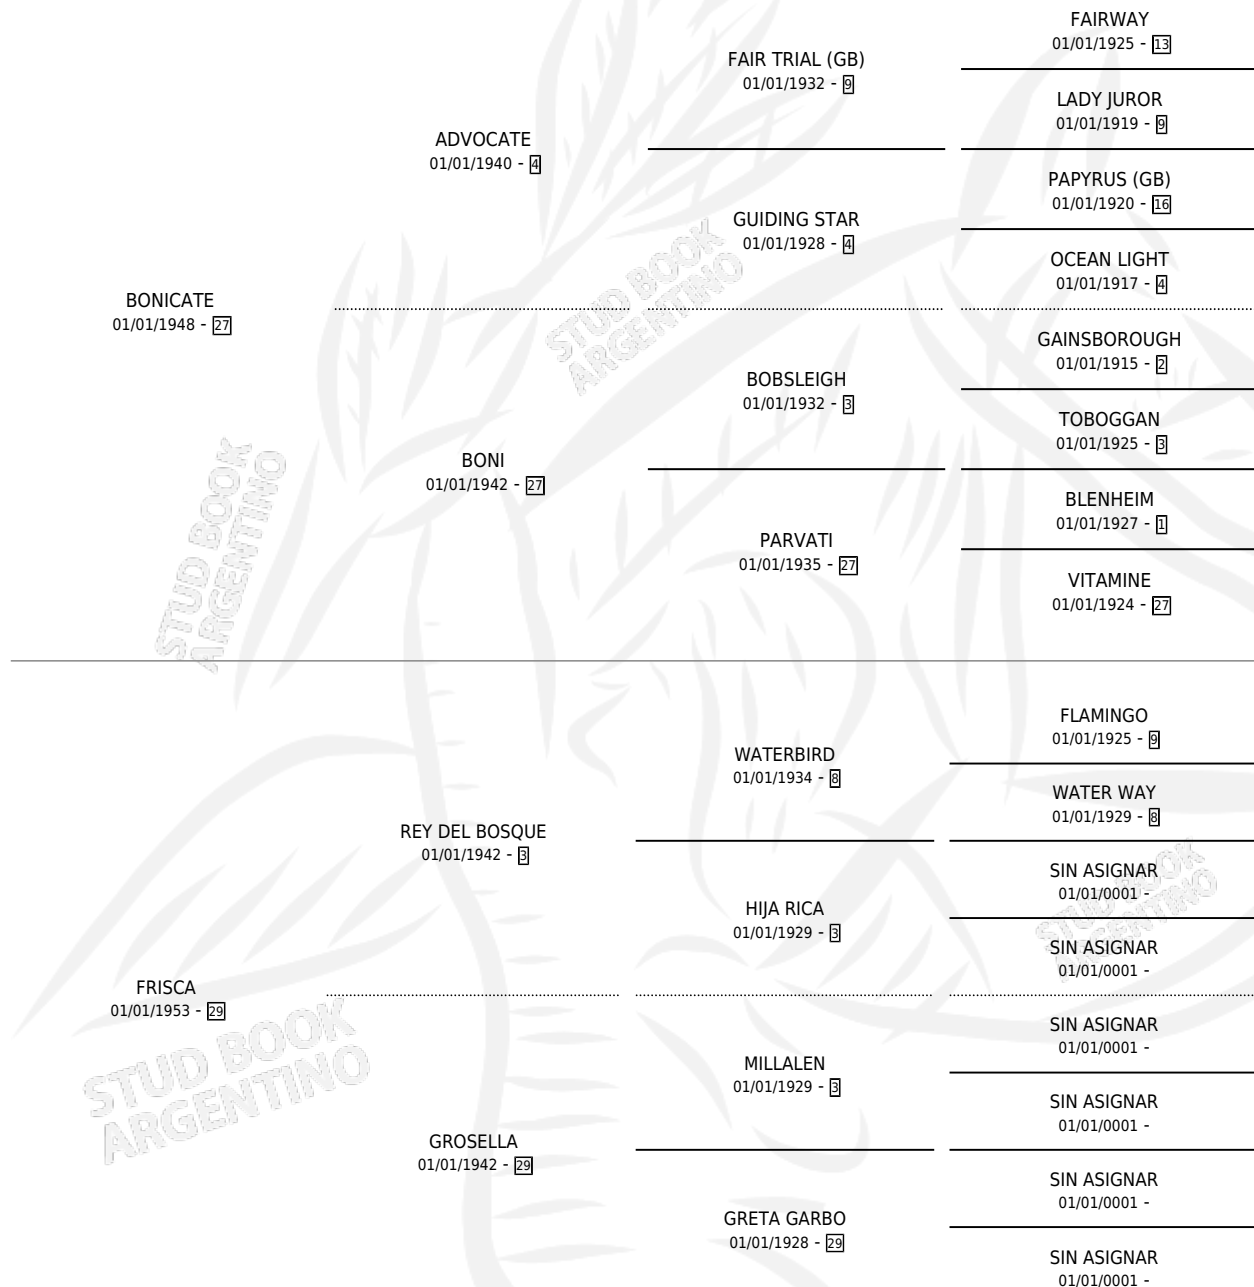 FAIRWAY
01/01/1925 - 13
FAIR TRIAL (GB)
01/01/1932 - 9
LADY JUROR
01/01/1919 - 9
ADVOCATE
01/01/1940 - 4
PAPYRUS (GB)
01/01/1920 - 16
GUIDING STAR
01/01/1928 - 4
OCEAN LIGHT
01/01/1917 - 4
BONICATE
01/01/1948 - 27
GAINSBOROUGH
01/01/1915 - 2
BOBSLEIGH
01/01/1932 - 3
TOBOGGAN
01/01/1925 - 3
BONI
01/01/1942 - 27
BLENHEIM
01/01/1927 - 1
PARVATI
01/01/1935 - 27
VITAMINE
01/01/1924 - 27
FLAMINGO
01/01/1925 - 9
WATERBIRD
01/01/1934 - 8
WATER WAY
01/01/1929 - 8
REY DEL BOSQUE
01/01/1942 - 3
SIN ASIGNAR
01/01/0001 -
HIJA RICA
01/01/1929 - 3
SIN ASIGNAR
01/01/0001 -
FRISCA
01/01/1953 - 29
SIN ASIGNAR
01/01/0001 -
MILLALEN
01/01/1929 - 3
SIN ASIGNAR
01/01/0001 -
GROSELLA
01/01/1942 - 29
SIN ASIGNAR
01/01/0001 -
GRETA GARBO
01/01/1928 - 29
SIN ASIGNAR
01/01/0001 -
STUD BOOK
ARGENTINO
STUD BOOK
ARGENTINO
STUD BOOK
ARGENTINO
STUD BOOK
ARGENTINO